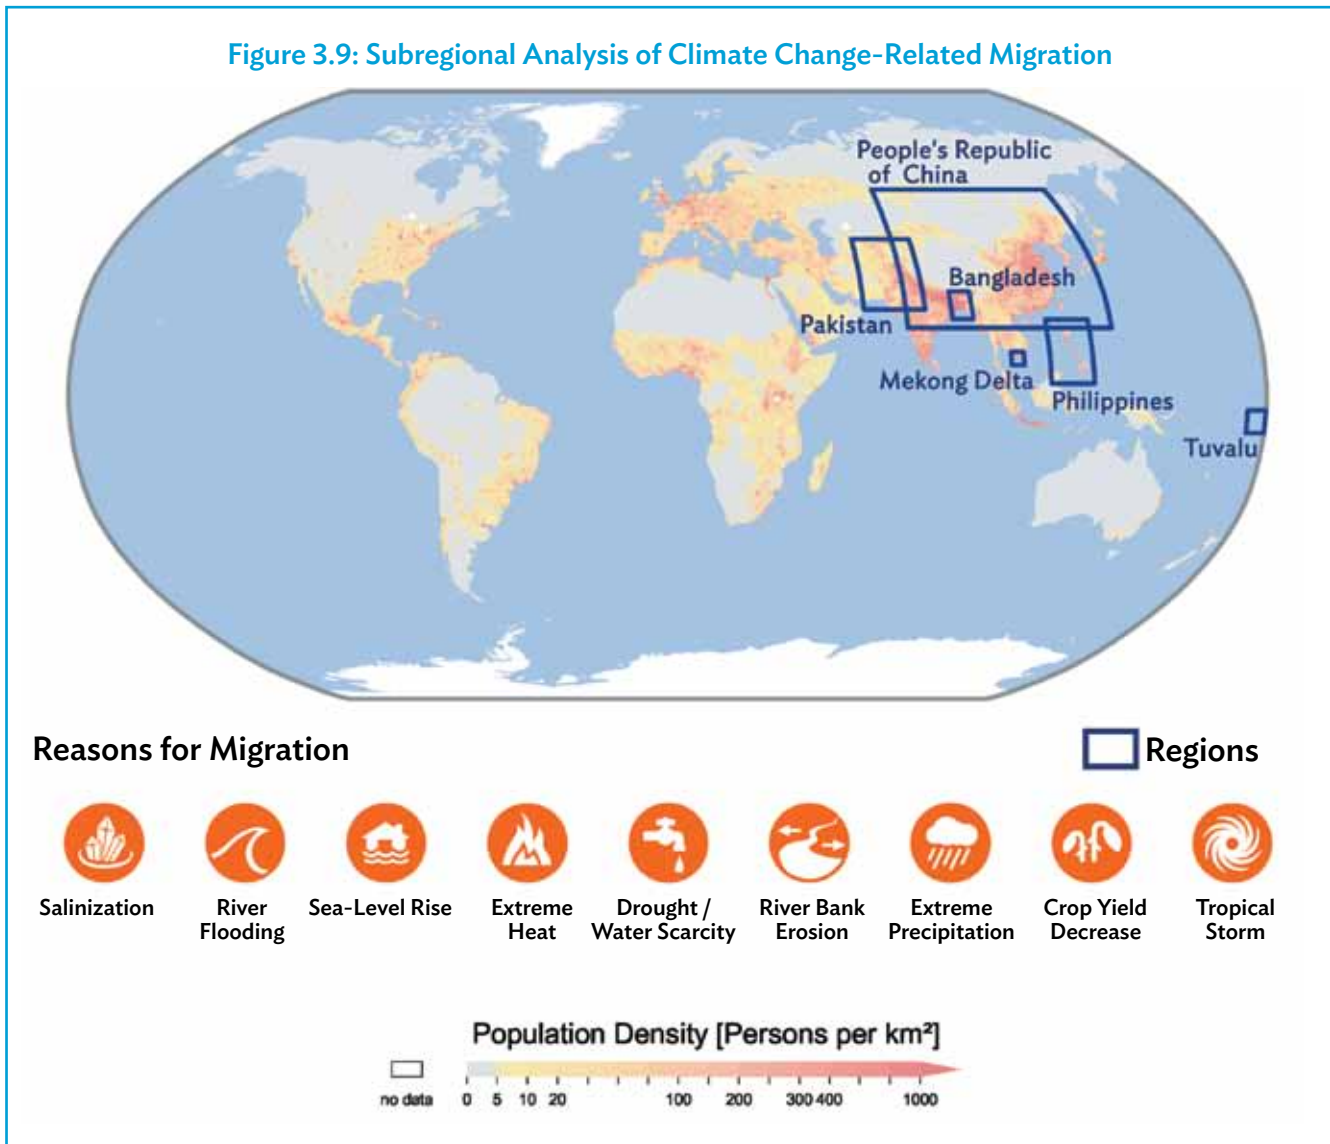 Figure 3.9: Subregional Analysis of Climate Change-Related Migration
People's Republic
of China
Bangladesh
Pakistan
Mekong Delta
Philippines
Tuvalu
Reasons for Migration
Regions
Salinization
River
Flooding
Sea-Level Rise
Extreme
Heat
Drought /
Water Scarcity
River Bank
Erosion
Extreme
Precipitation
Crop Yield
Decrease
Tropical
Storm
Population Density [Persons per km²]
no data 0 5 10 20 100 200 300 400 1000